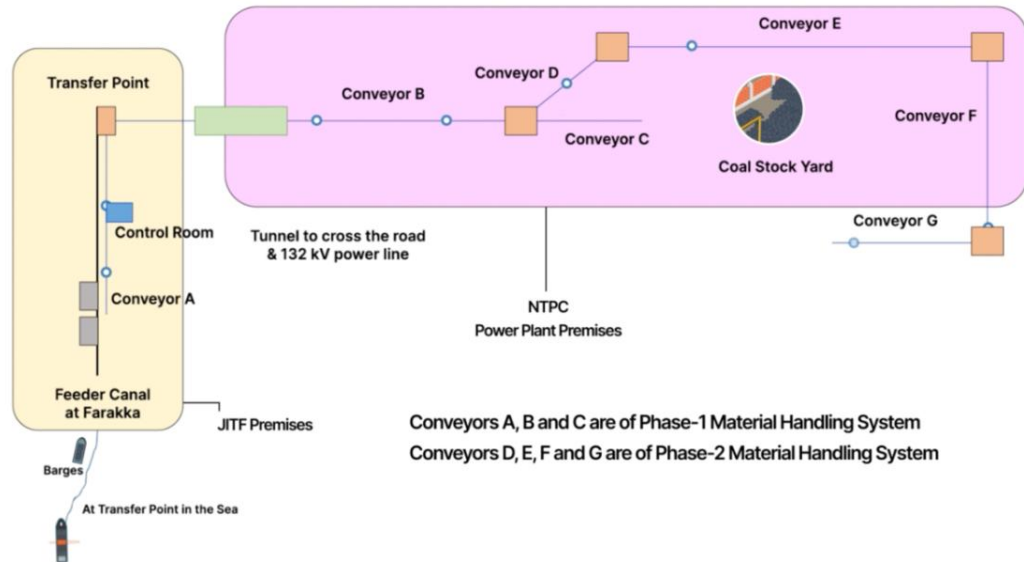 Conveyor E
Transfer Point
Conveyor D
Conveyor B
Conveyor F
Conveyor C
Coal Stock Yard
Conveyor G
Control Room
Tunnel to cross the road
& 132 kV power line
Conveyor A
NTPC
Power Plant Premises
Feeder Canal
at Farakka
JITF Premises
Conveyors A, B and C are of Phase-1 Material Handling System
Conveyors D, E, F and G are of Phase-2 Material Handling System
Barges
At Transfer Point in the Sea